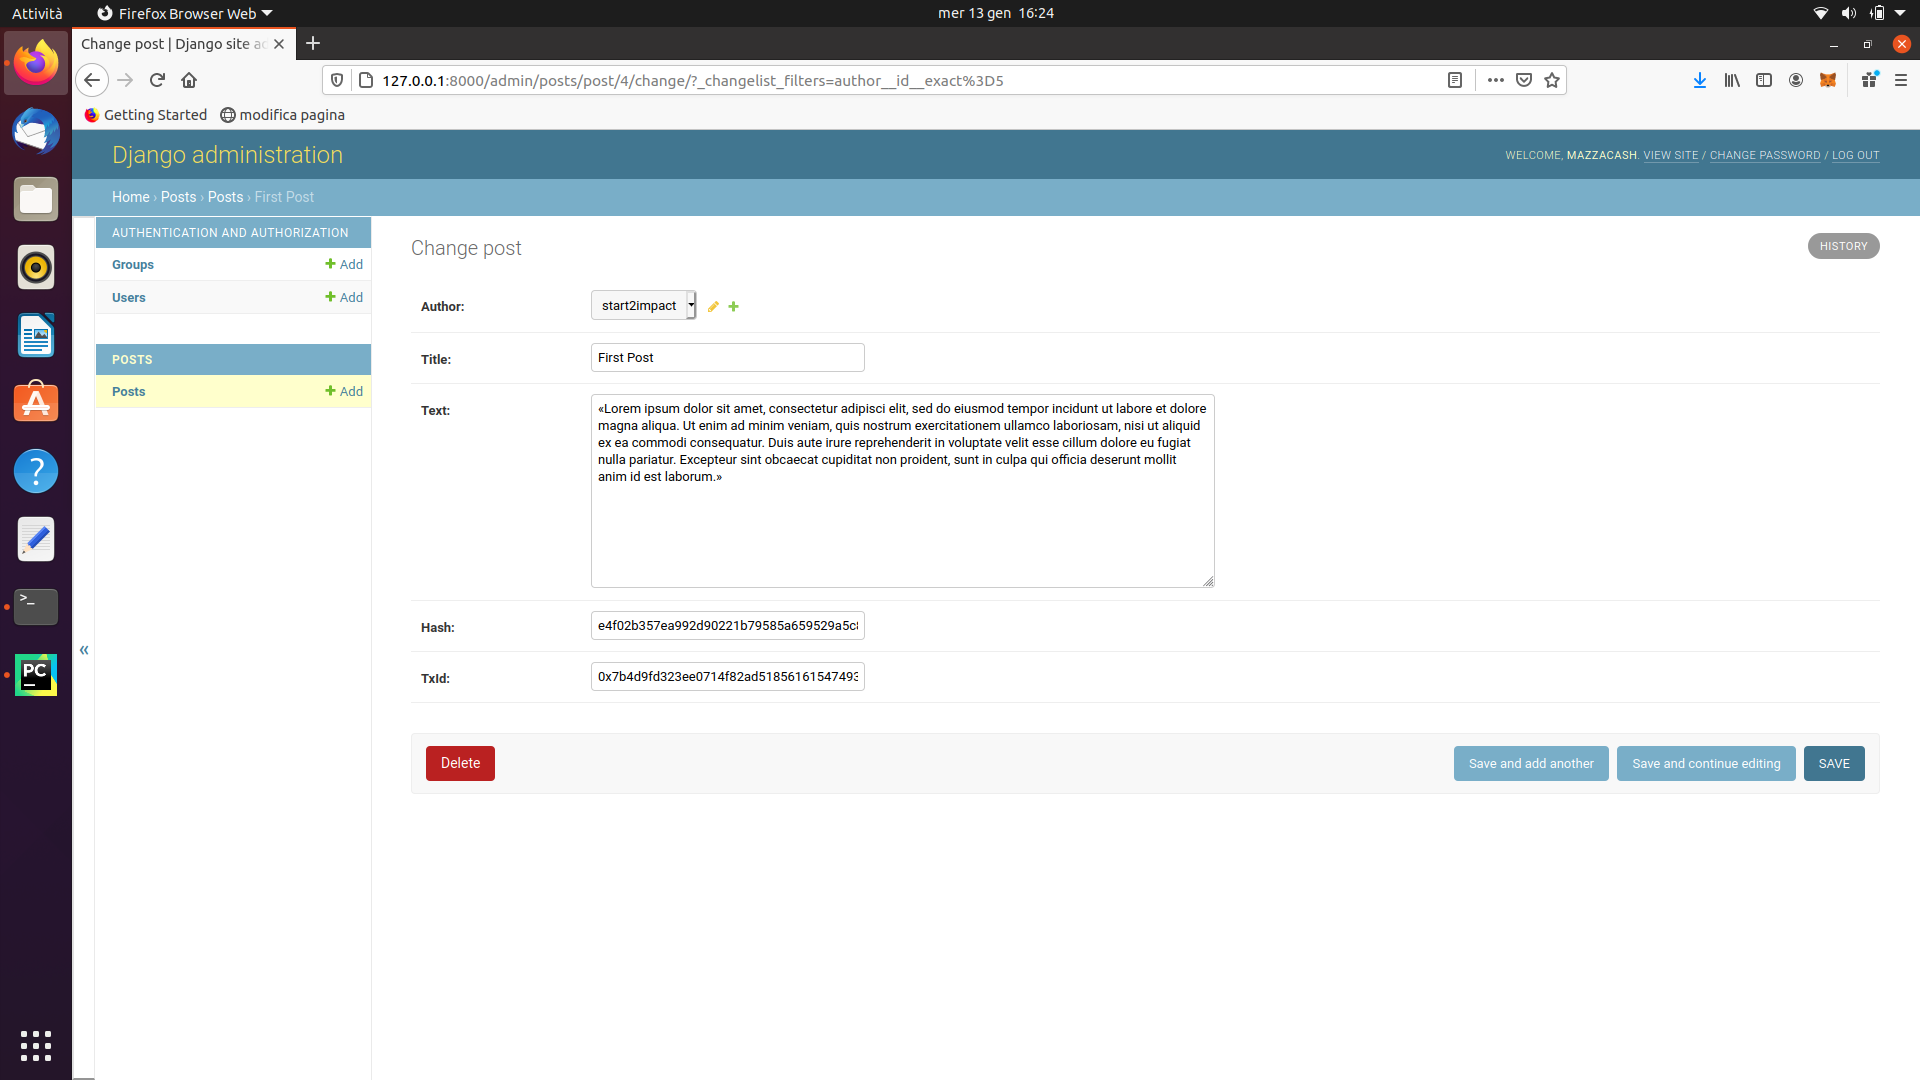 Attività
Firefox Browser Web
mer 13 gen 16:24
Change post | Django site ac
127.0.0.1:8000/admin/posts/post/4/change/?_changelist_filters=author__id__exact%3D5
Getting Started
modifica pagina
Django administration
WELCOME, MAZZACASH. VIEW SITE / CHANGE PASSWORD / LOG OUT
Home › Posts › Posts › First Post
AUTHENTICATION AND AUTHORIZATION
Groups
+ Add
Users
+ Add
POSTS
Posts
+ Add
«
Change post
HISTORY
Author:
start2impact
Title:
First Post
Text:
«Lorem ipsum dolor sit amet, consectetur adipisci elit, sed do eiusmod tempor incidunt ut labore et dolore
magna aliqua. Ut enim ad minim veniam, quis nostrum exercitationem ullamco laboriosam, nisi ut aliquid
ex ea commodi consequatur. Duis aute irure reprehenderit in voluptate velit esse cillum dolore eu fugiat
nulla pariatur. Excepteur sint obcaecat cupiditat non proident, sunt in culpa qui officia deserunt mollit
anim id est laborum.»
Hash:
e4f02b357ea992d90221b79585a659529a5c8
TxId:
0x7b4d9fd323ee0714f82ad51856161547493
Delete
Save and add another
Save and continue editing
SAVE
PC